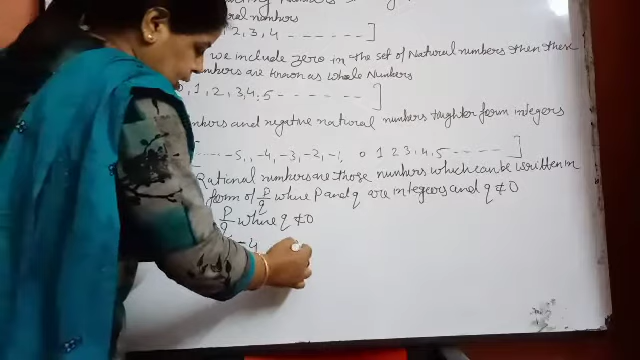 numbers
2, 3, 4 ------ ]
we include zero in the set of Natural numbers then these
numbers are known as whole Numbers
0, 1, 2, 3, 4, 5 ------- ]
and negative natural numbers togather form integers
--- -5, -4, -3, -2, -1, 0 1 2 3, 4, 5 ----- ]
Rational numbers are those numbers which can be written in
form of P/q where P and q are integers and q ≠ 0
P/q where q ≠ 0
-4